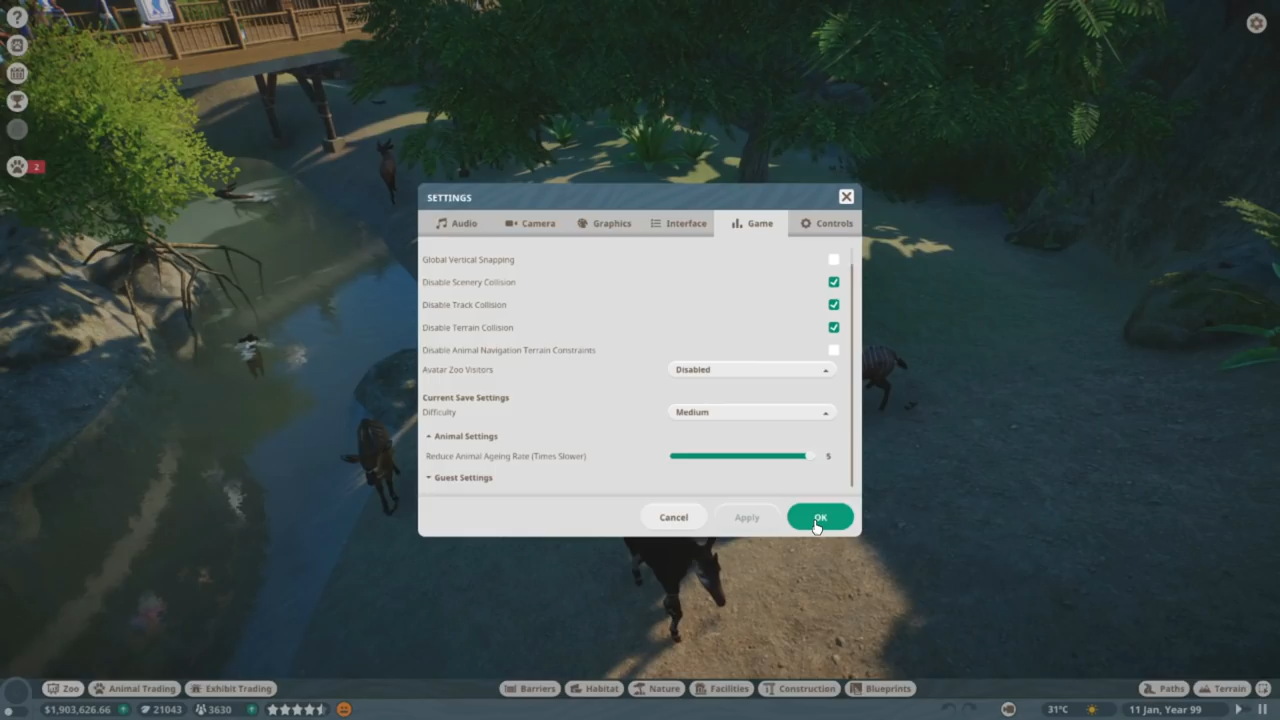 ?
2
SETTINGS
Audio Camera Graphics Interface Game Controls
Global Vertical Snapping
Disable Scenery Collision
Disable Track Collision
Disable Terrain Collision
Disable Animal Navigation Terrain Constraints
Avatar Zoo Visitors Disabled
Current Save Settings
Difficulty Medium
Animal Settings
Reduce Animal Ageing Rate (Times Slower) 5
Guest Settings
Cancel Apply OK
Zoo Animal Trading Exhibit Trading Barriers Habitat Nature Facilities Construction Blueprints Paths Terrain
$1,903,626.66 21043 3630 31°C 11 Jan, Year 99